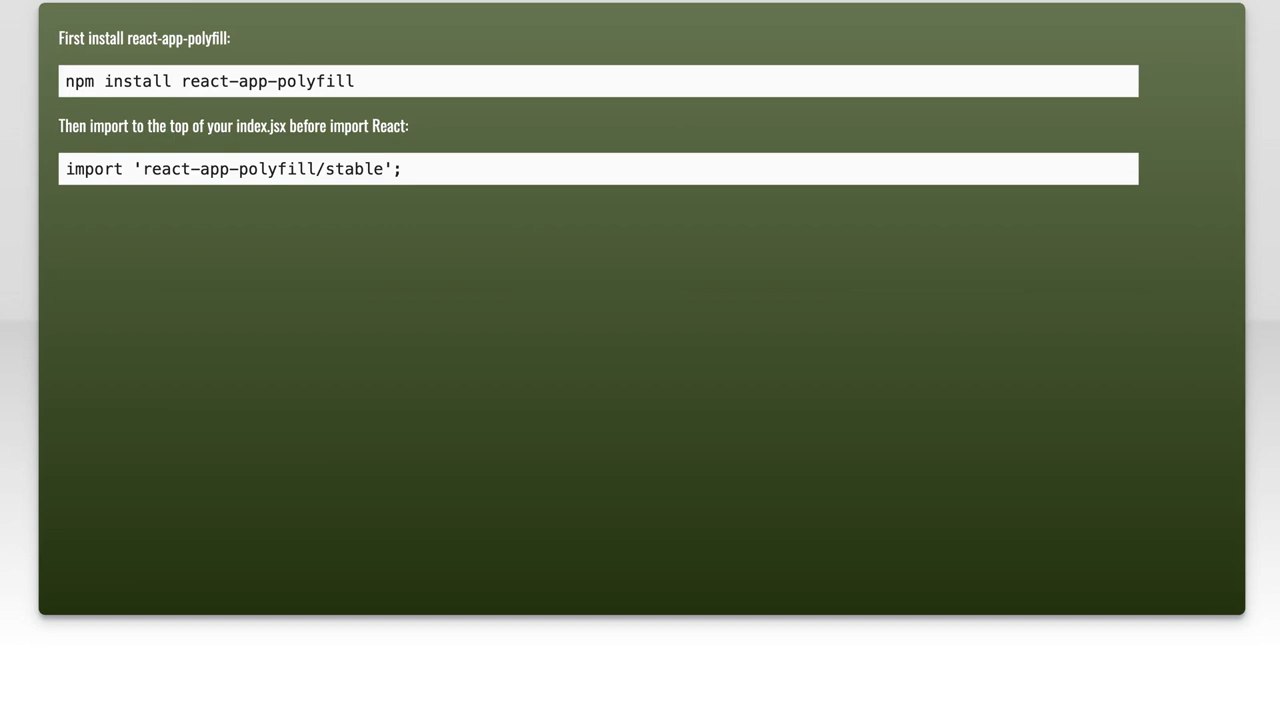 First install react-app-polyfill:
npm install react-app-polyfill
Then import to the top of your index.jsx before import React:
import 'react-app-polyfill/stable';